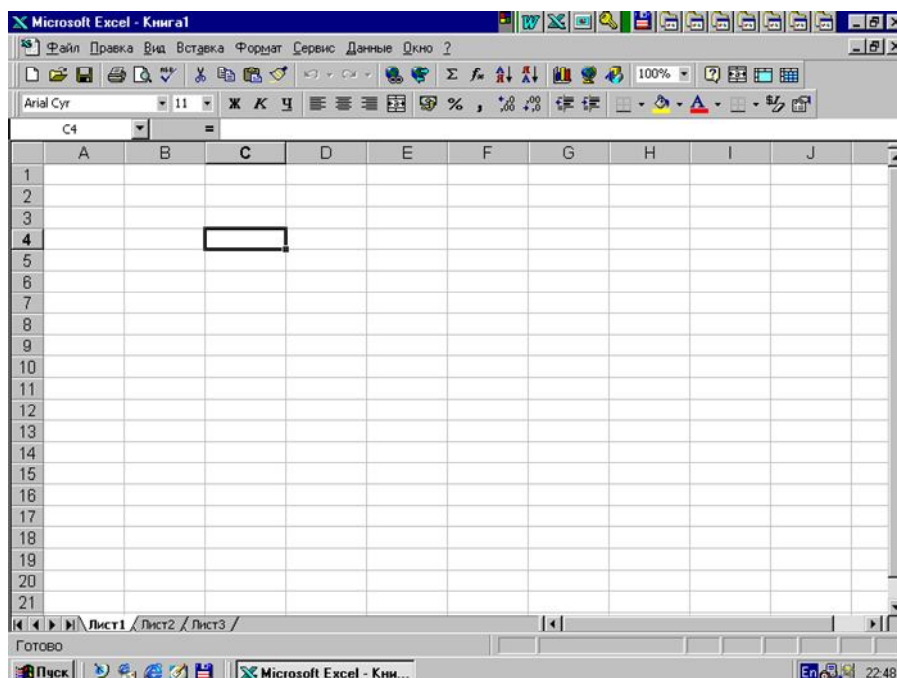 Microsoft Excel - Книга1
Файл Правка Вид Вставка Формат Сервис Данные Окно ?
100%
Arial Cyr 11 Ж К Ч % ,
C4 =
A B C D E F G H I J
1
2
3
4
5
6
7
8
9
10
11
12
13
14
15
16
17
18
19
20
21
Лист1 Лист2 Лист3
Готово
Пуск Microsoft Excel - Кни... En 22:48